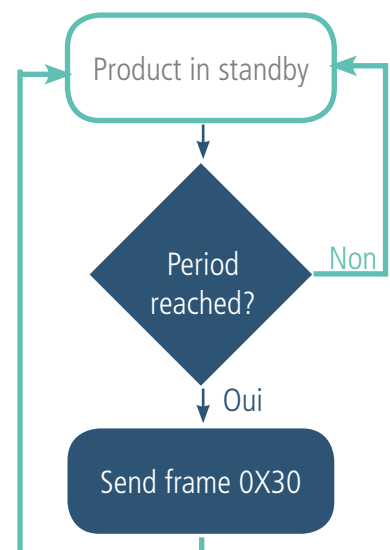 Product in standby
Period
reached?
Non
Oui
Send frame 0X30